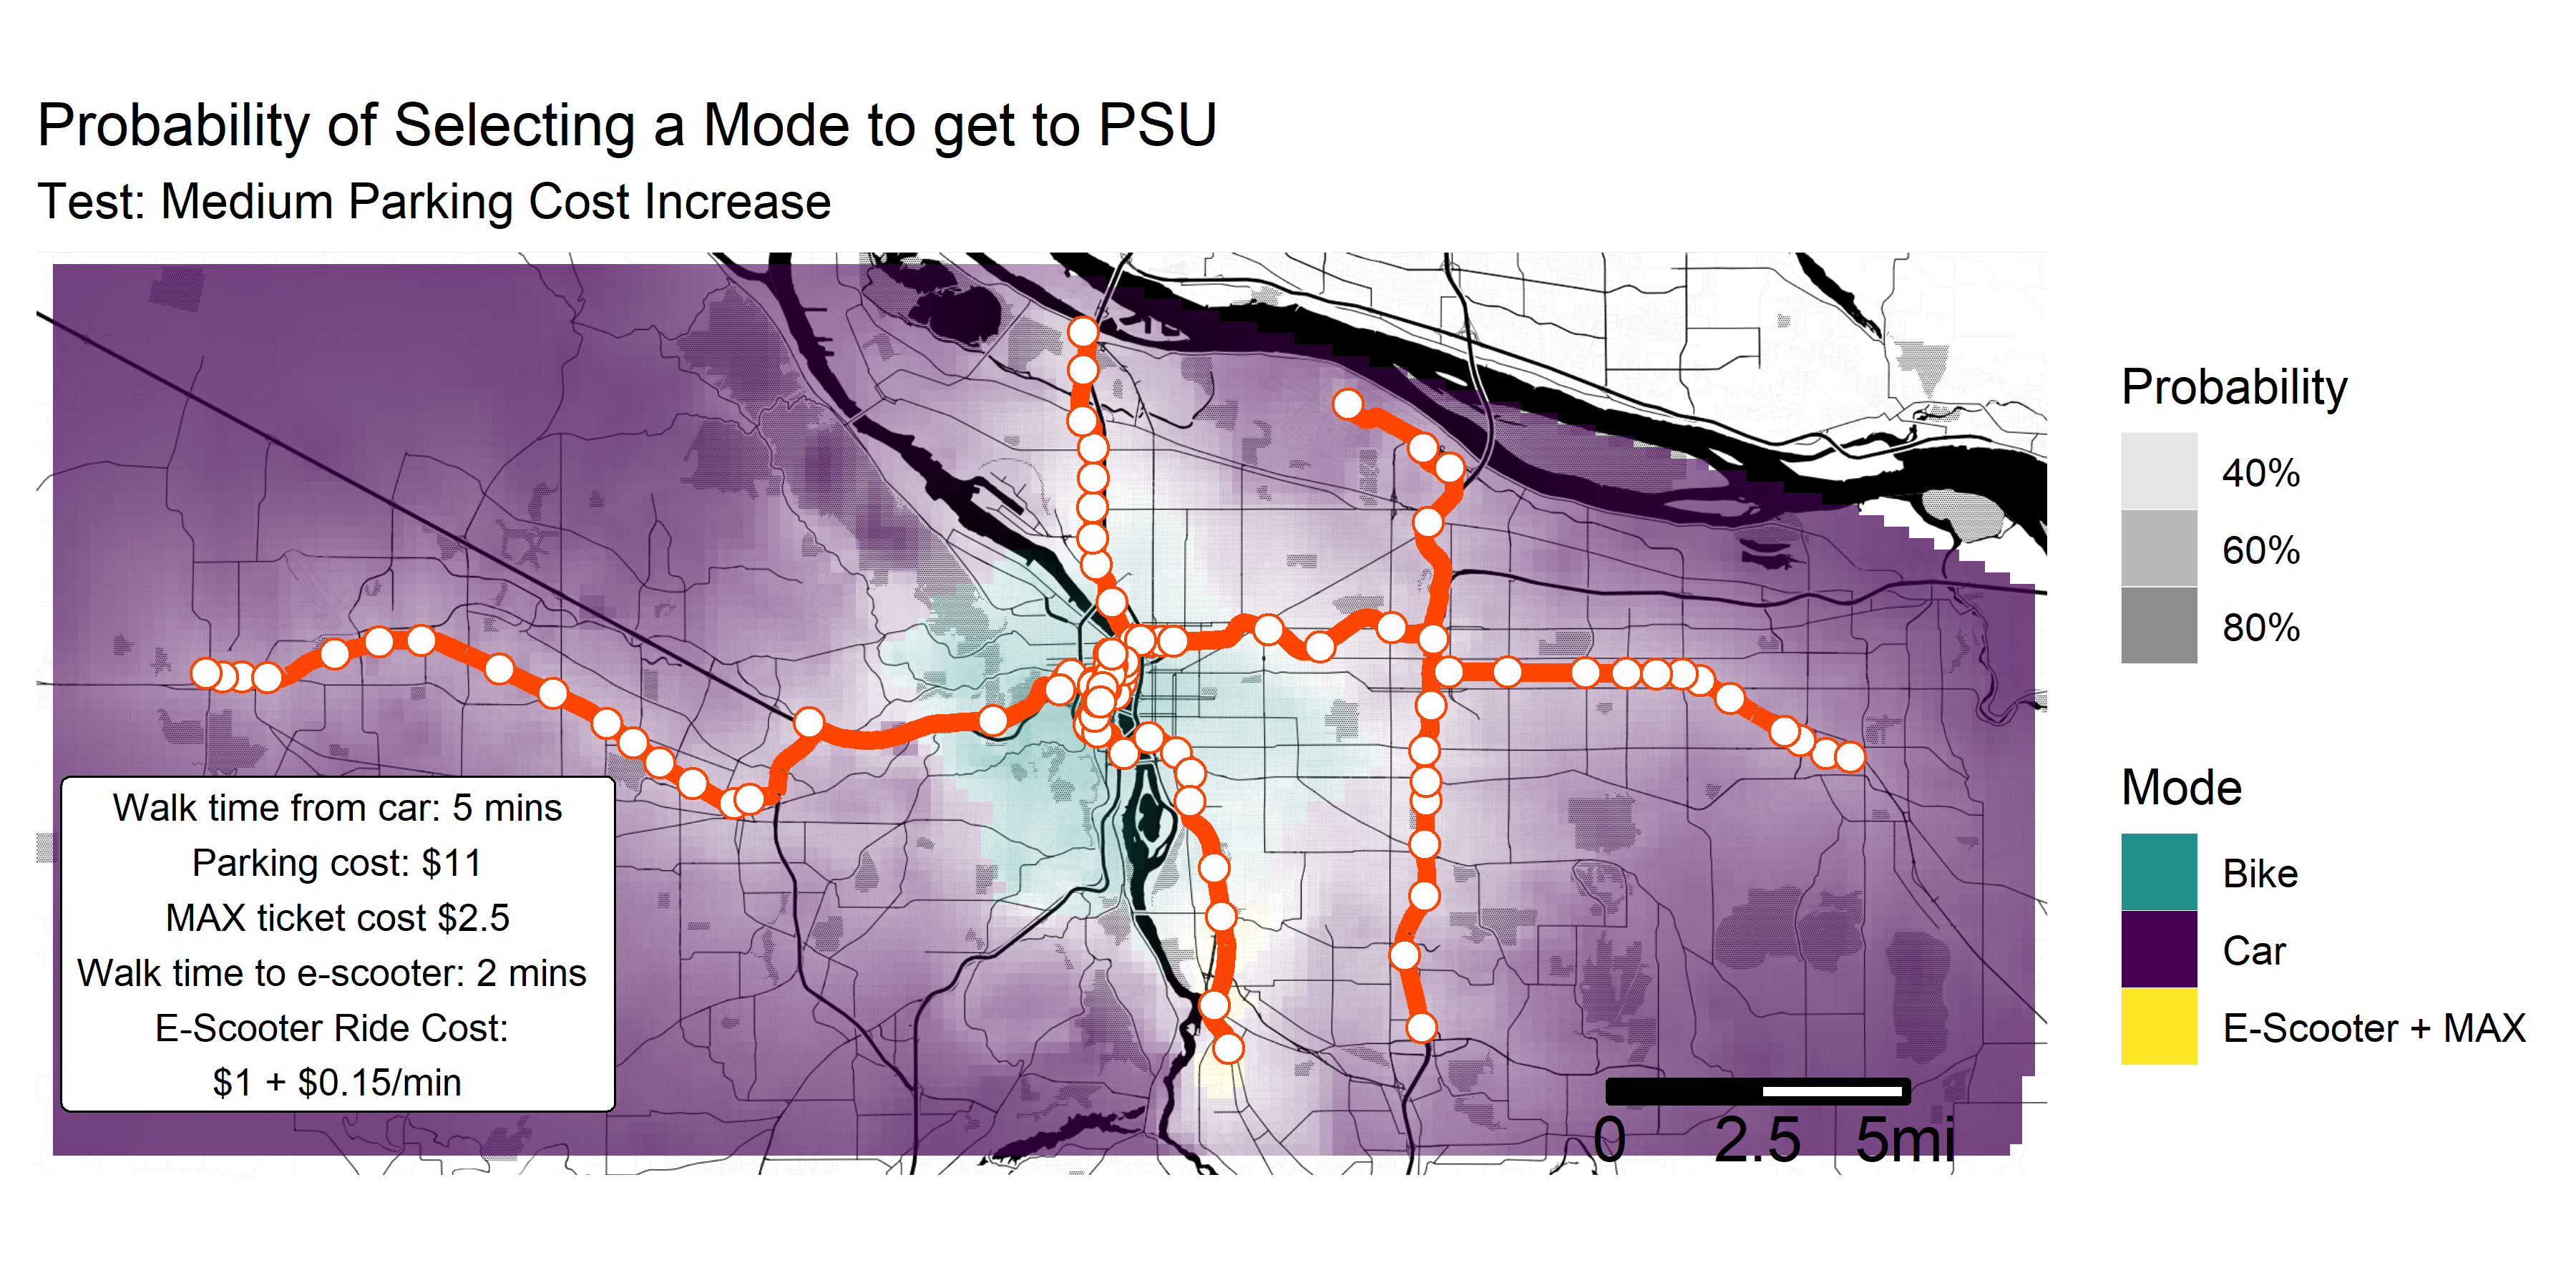 Probability of Selecting a Mode to get to PSU
Test: Medium Parking Cost Increase
Walk time from car: 5 mins
Parking cost: $11
MAX ticket cost $2.5
Walk time to e-scooter: 2 mins
E-Scooter Ride Cost:
$1 + $0.15/min
0 2.5 5mi
Probability
40%
60%
80%
Mode
Bike
Car
E-Scooter + MAX